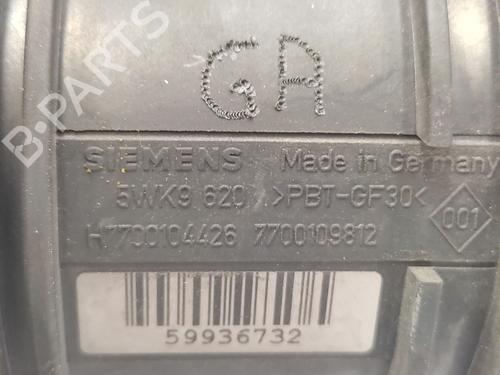 GA
B-PARTS
SIEMENS Made in Germany
5WK9 620 >PBT-GF30< 001
H7700104426 7700109812
59936732